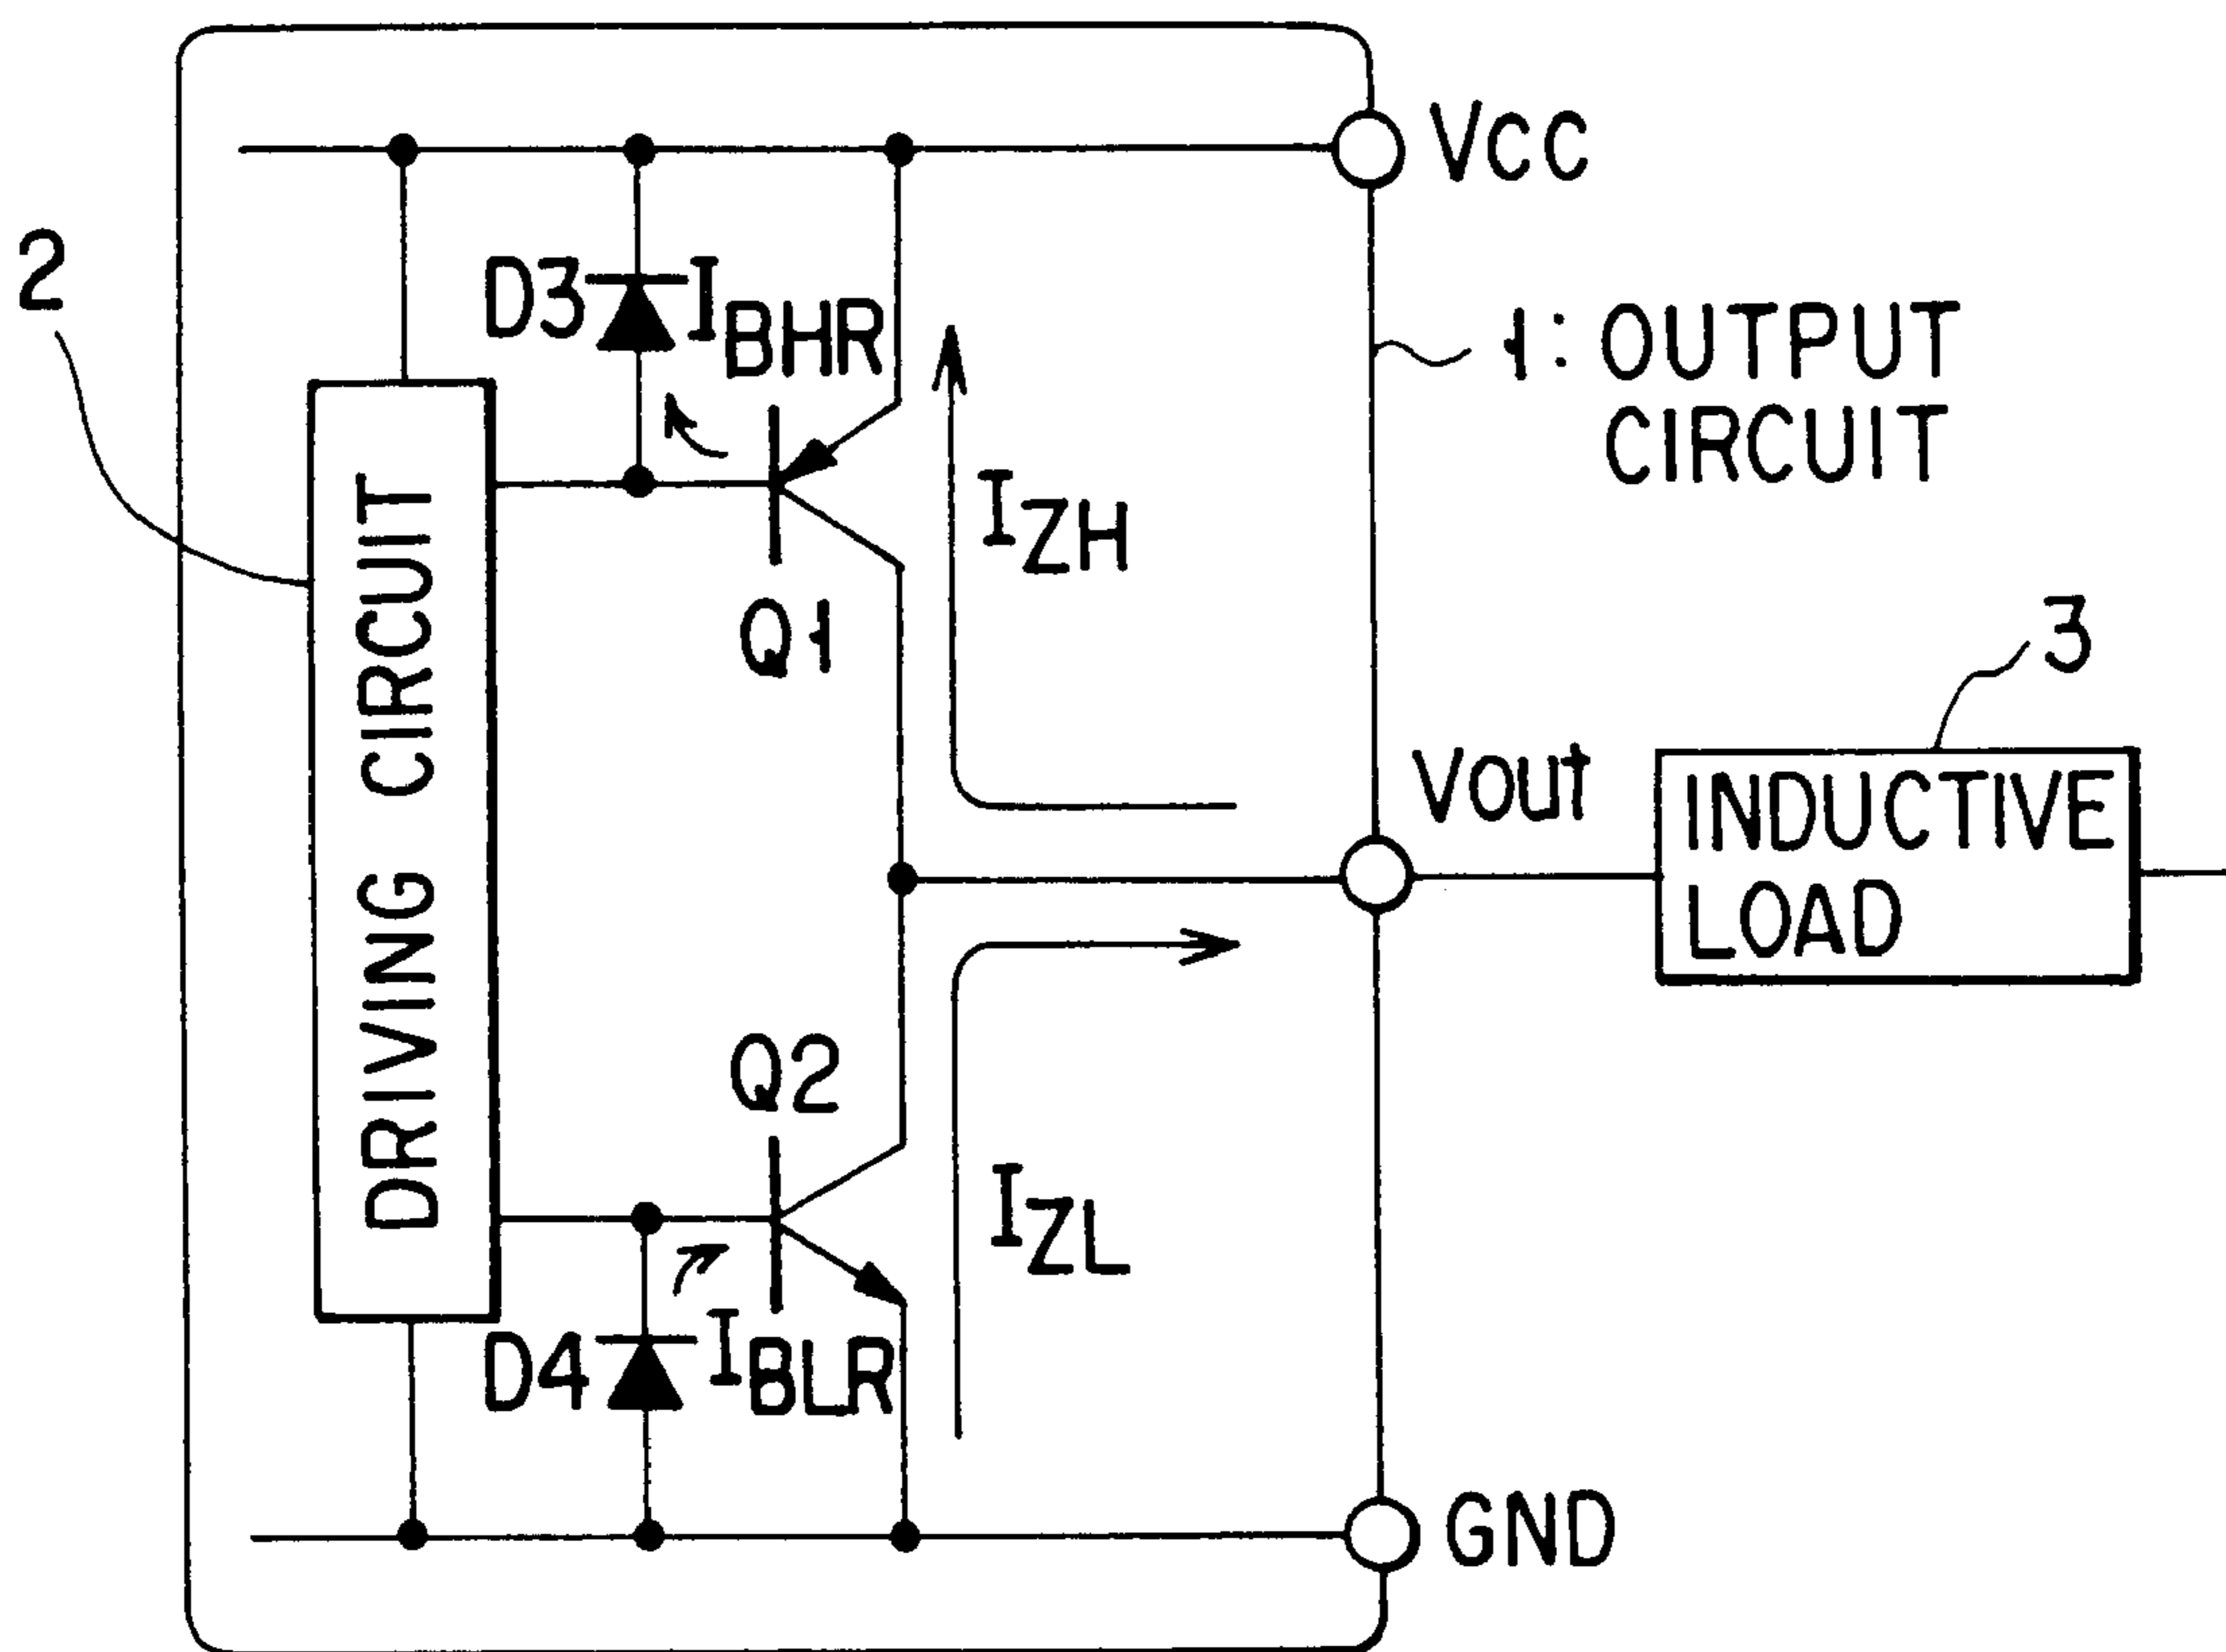 VCC
2
D3
IBHR
1: OUTPUT
CIRCUIT
IZH
Q1
DRIVING CIRCUIT
3
Vout
INDUCTIVE
LOAD
Q2
IZL
D4
IBLR
GND